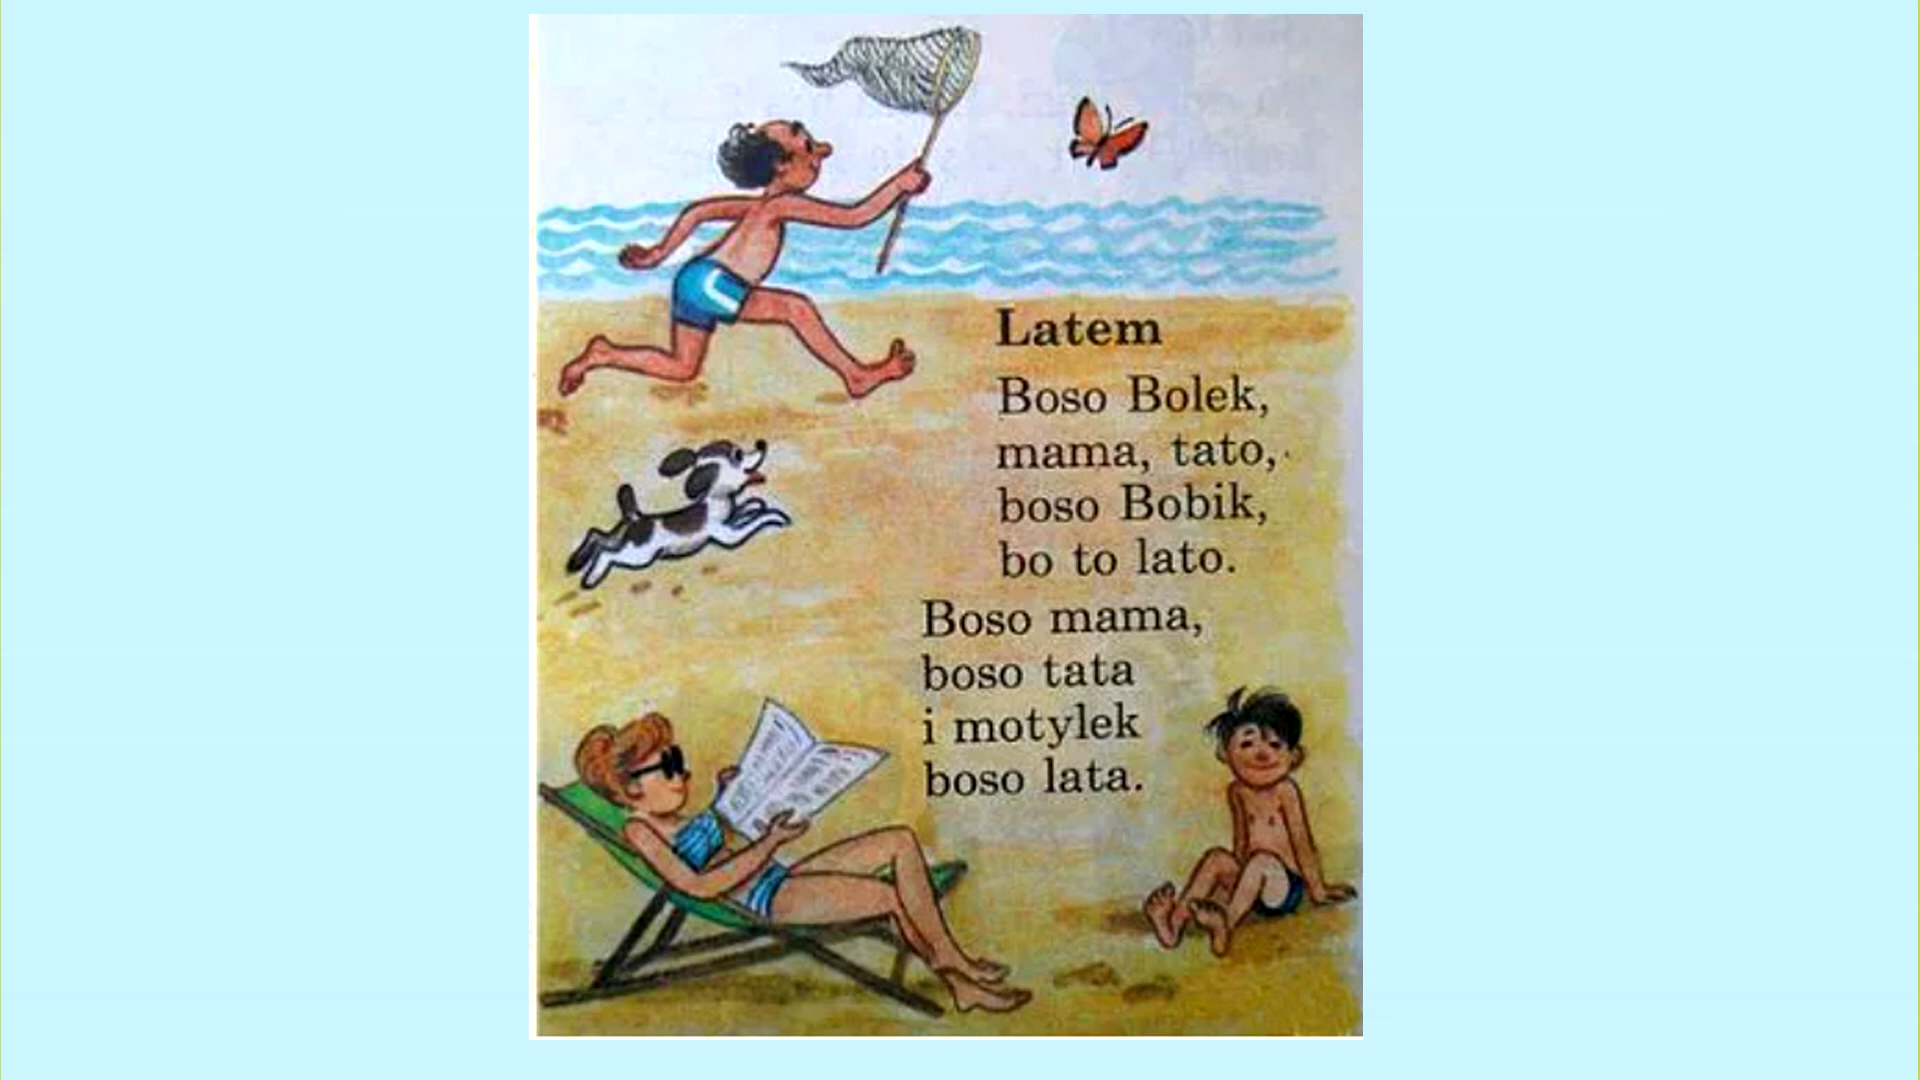 Latem
Boso Bolek,
mama, tato,
boso Bobik,
bo to lato.
Boso mama,
boso tata
i motylek
boso lata.